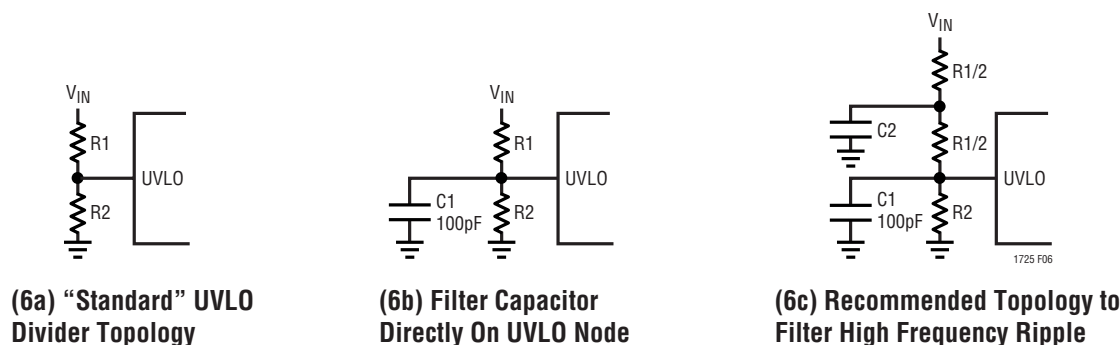 V_IN
R1
UVLO
R2
(6a) “Standard” UVLO
Divider Topology
V_IN
R1
UVLO
C1
100pF
R2
(6b) Filter Capacitor
Directly On UVLO Node
V_IN
R1/2
C2
R1/2
UVLO
C1
100pF
R2
1725 F06
(6c) Recommended Topology to
Filter High Frequency Ripple